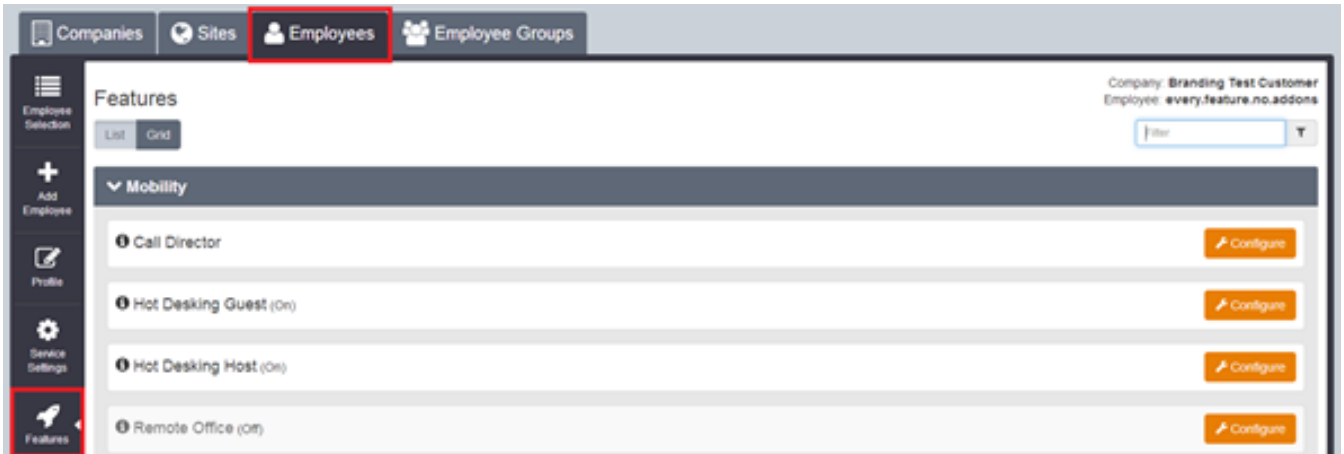 Companies Sites Employees Employee Groups
Employee
Selection
Add
Employee
Profile
Service
Settings
Features
Features
Company: Branding Test Customer
Employee: every.feature.no.addons
List Grid
Filter
Mobility
Call Director Configure
Hot Desking Guest (On) Configure
Hot Desking Host (On) Configure
Remote Office (Off) Configure